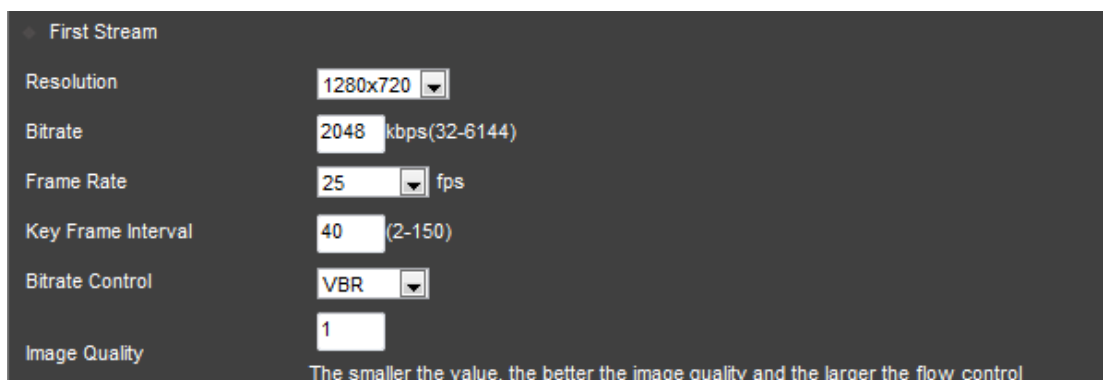 First Stream
Resolution 1280x720
Bitrate 2048 kbps(32-6144)
Frame Rate 25 fps
Key Frame Interval 40 (2-150)
Bitrate Control VBR
1
Image Quality
The smaller the value, the better the image quality and the larger the flow control